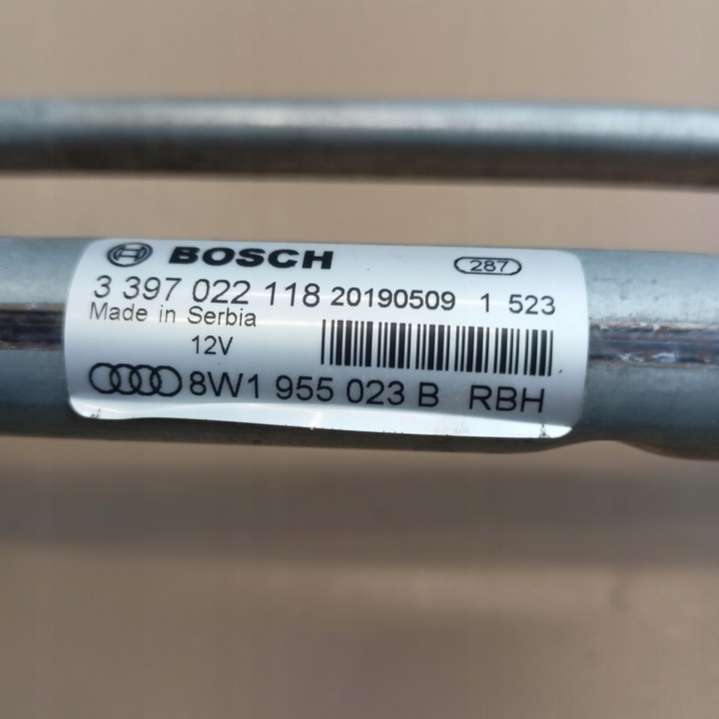 BOSCH 287
3 397 022 118 20190509 1 523
Made in Serbia
12V
8W1 955 023 B RBH